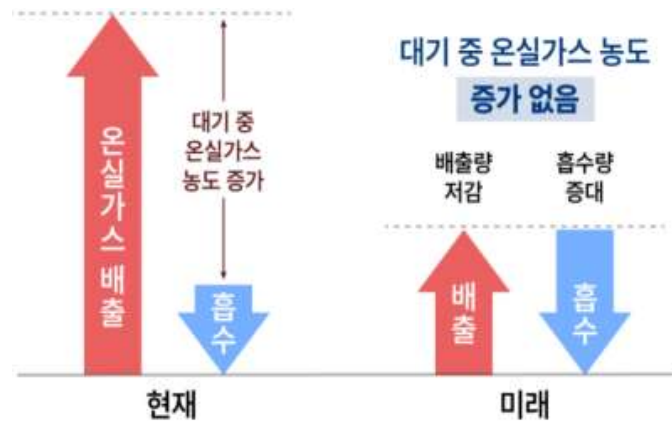 온실가스 배출
대기 중
온실가스
농도 증가
흡수
현재
대기 중 온실가스 농도
증가 없음
배출량
저감
흡수량
증대
배출
흡수
미래